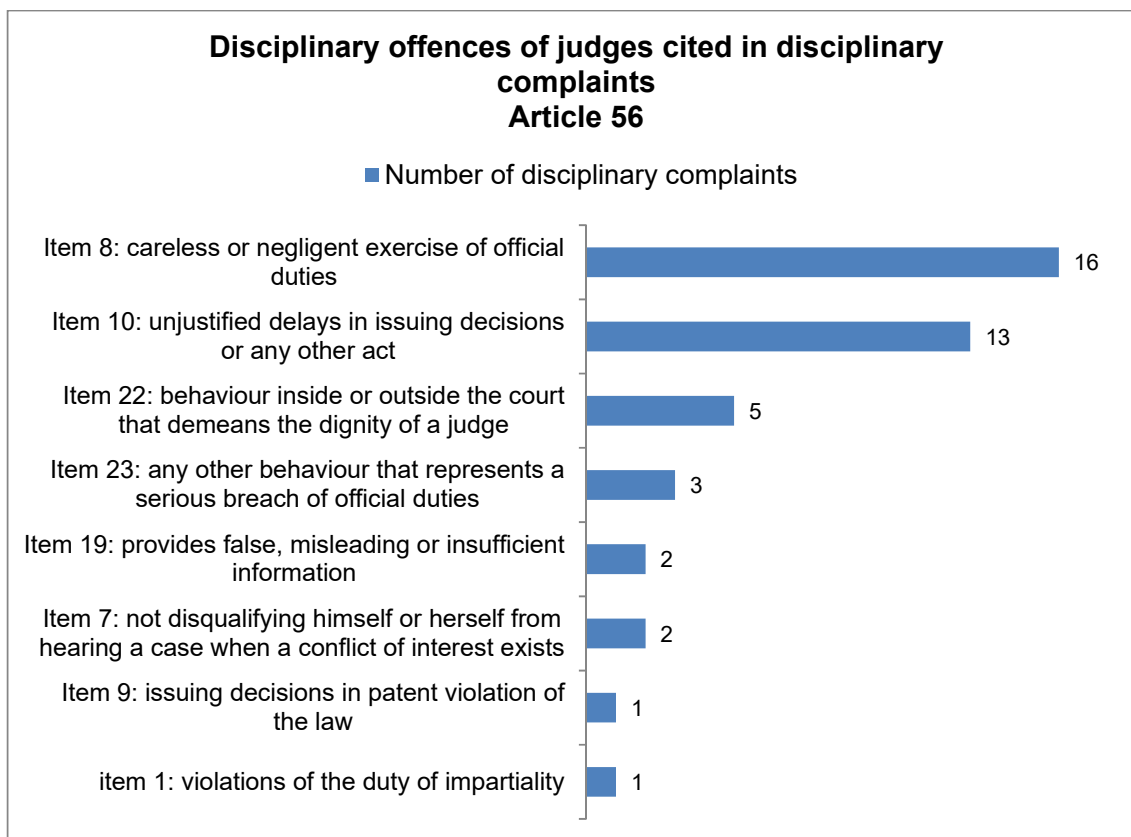 Disciplinary offences of judges cited in disciplinary
complaints
Article 56
Number of disciplinary complaints
Item 8: careless or negligent exercise of official
duties
16
Item 10: unjustified delays in issuing decisions
or any other act
13
Item 22: behaviour inside or outside the court
that demeans the dignity of a judge
5
Item 23: any other behaviour that represents a
serious breach of official duties
3
Item 19: provides false, misleading or insufficient
information
2
Item 7: not disqualifying himself or herself from
hearing a case when a conflict of interest exists
2
Item 9: issuing decisions in patent violation of
the law
1
item 1: violations of the duty of impartiality
1